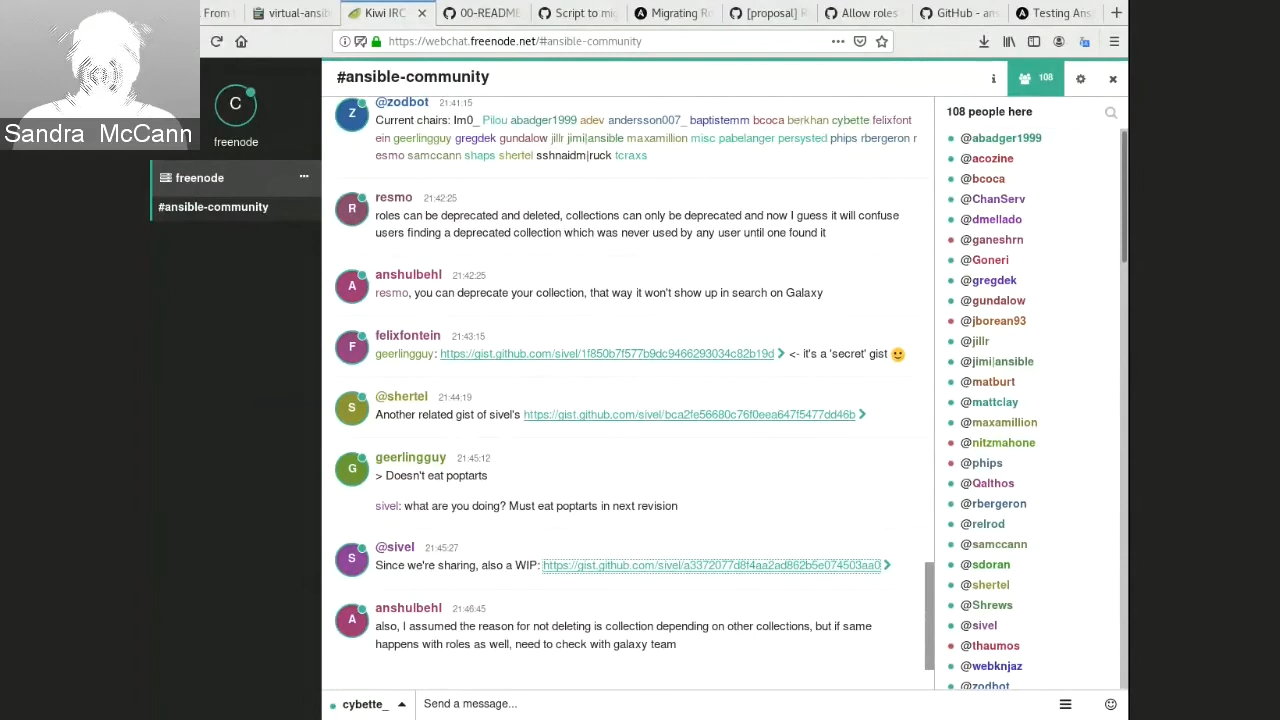 From I
virtual-ansib
Kiwi IRC
00-README
Script to mig
Migrating Ro
[proposal] R
Allow roles
GitHub - ans
Testing Ans
https://webchat.freenode.net/#ansible-community
Sandra McCann
C
freenode
freenode
#ansible-community
#ansible-community
108
@zodbot 21:41:15
Current chairs: lm0_ Pilou abadger1999 adev andersson007_ baptistemm bcoca berkhan cybette felixfont
ein geerlingguy gregdek gundalow jillr jimi|ansible maxamillion misc pabelanger persysted phips rbergeron r
esmo samccann shaps shertel sshnaidm|ruck tcraxs
resmo 21:42:25
roles can be deprecated and deleted, collections can only be deprecated and now I guess it will confuse
users finding a deprecated collection which was never used by any user until one found it
anshulbehl 21:42:25
resmo, you can deprecate your collection, that way it won't show up in search on Galaxy
felixfontein 21:43:15
geerlingguy: https://gist.github.com/sivel/1f850b7f577b9dc9466293034c82b19d <- it's a 'secret' gist 🙂
@shertel 21:44:19
Another related gist of sivel's https://gist.github.com/sivel/bca2fe56680c76f0eea647f5477dd46b
geerlingguy 21:45:12
> Doesn't eat poptarts
sivel: what are you doing? Must eat poptarts in next revision
@sivel 21:45:27
Since we're sharing, also a WIP: https://gist.github.com/sivel/a3372077d8f4aa2ad862b5e074503aa0
anshulbehl 21:46:45
also, I assumed the reason for not deleting is collection depending on other collections, but if same
happens with roles as well, need to check with galaxy team
cybette_
Send a message...
108 people here
@abadger1999
@acozine
@bcoca
@ChanServ
@dmellado
@ganeshrn
@Goneri
@gregdek
@gundalow
@jborean93
@jillr
@jimi|ansible
@matburt
@mattclay
@maxamillion
@nitzmahone
@phips
@Qalthos
@rbergeron
@relrod
@samccann
@sdoran
@shertel
@Shrews
@sivel
@thaumos
@webknjaz
@zodbot